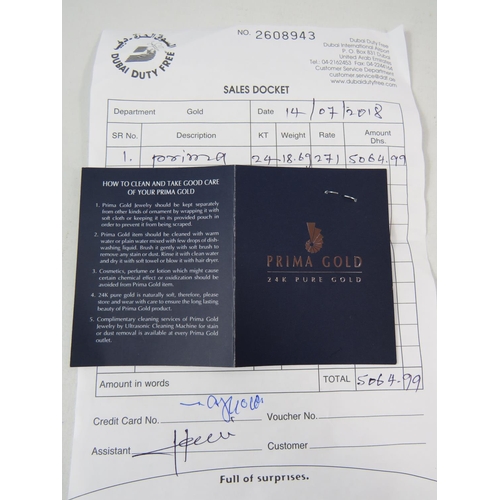 السوق الحرة - دبي
DUBAI DUTY FREE
NO. 2608943
Dubai Duty Free
Dubai International Airport
P. O. Box 831 Dubai
United Arab Emirates
Customer Service Department
SALES DOCKET
Department Gold Date 14/07/2018
SR No. Description KT Weight Rate Amount
Dhs.
1. prima 24 18.69 271 5064.99
HOW TO CLEAN AND TAKE GOOD CARE
OF YOUR PRIMA GOLD
1. Prima Gold Jewelry should be kept separately
from other kinds of ornament by wrapping it with
soft cloth or keeping it in its provided pouch in
order to prevent it from being scraped.
2. Prima Gold item should be cleaned with warm
water or plain water mixed with few drops of dish-
washing liquid. Brush it gently with soft brush to
remove any stain or dust. Rinse it with clean water
and dry it with soft towel or blow it with hair dryer.
3. Cosmetics, perfume or lotion which might cause
certain chemical effect or oxidization should be
avoided from Prima Gold item.
4. 24K pure gold is naturally soft, therefore, please
store and wear with care to ensure the long lasting
beauty of Prima Gold product.
5. Complimentary cleaning services of Prima Gold
Jewelry by Ultrasonic Cleaning Machine for stain
or dust removal is available at every Prima Gold
outlet.
PRIMA GOLD
24K PURE GOLD
Amount in words TOTAL 5064.99
Credit Card No. Voucher No.
Assistant Customer
Full of surprises.